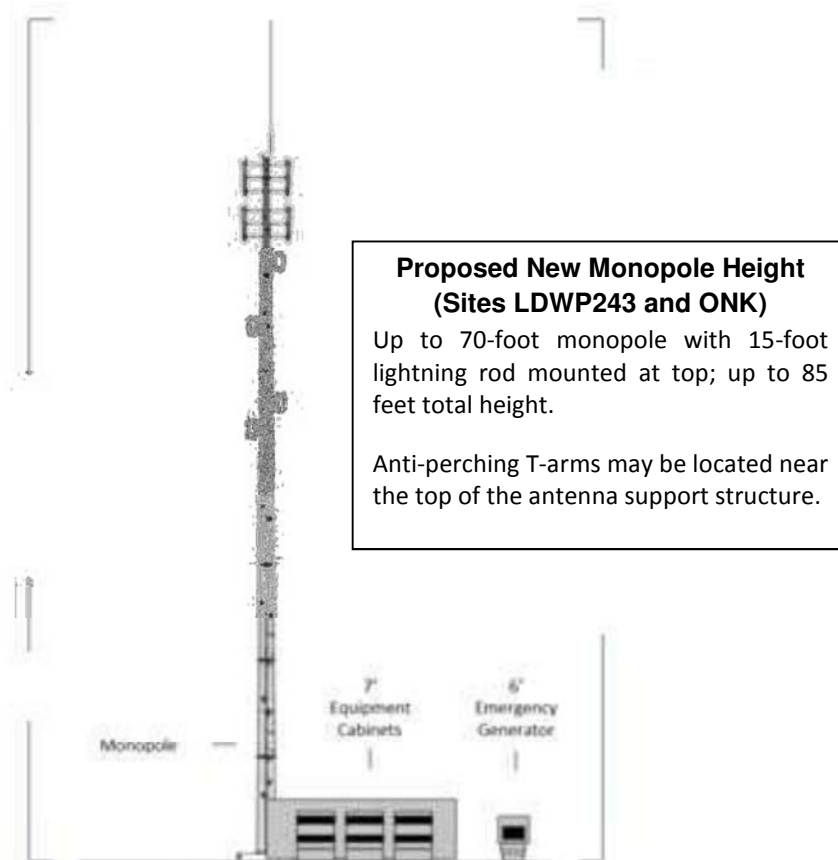 Proposed New Monopole Height
(Sites LDWP243 and ONK)
Up to 70-foot monopole with 15-foot
lightning rod mounted at top; up to 85
feet total height.
Anti-perching T-arms may be located near
the top of the antenna support structure.
7'
Equipment
Cabinets
6'
Emergency
Generator
Monopole